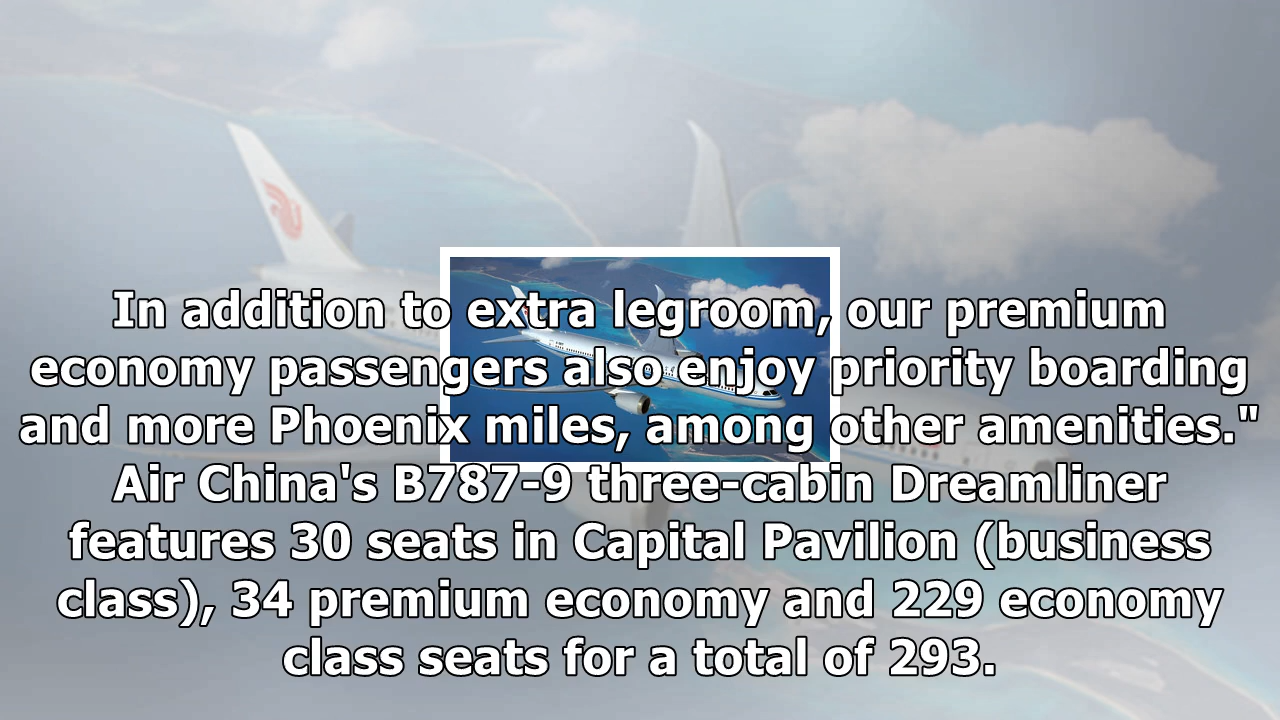 In addition to extra legroom, our premium
economy passengers also enjoy priority boarding
and more Phoenix miles, among other amenities."
Air China's B787-9 three-cabin Dreamliner
features 30 seats in Capital Pavilion (business
class), 34 premium economy and 229 economy
class seats for a total of 293.